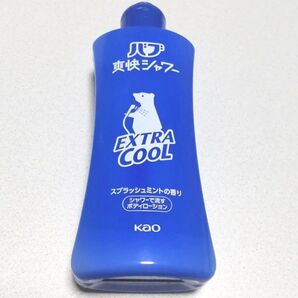 バブ
爽快シャワー
EXTRA
COOL
スプラッシュミントの香り
シャワーで流す
ボディローション
Kao